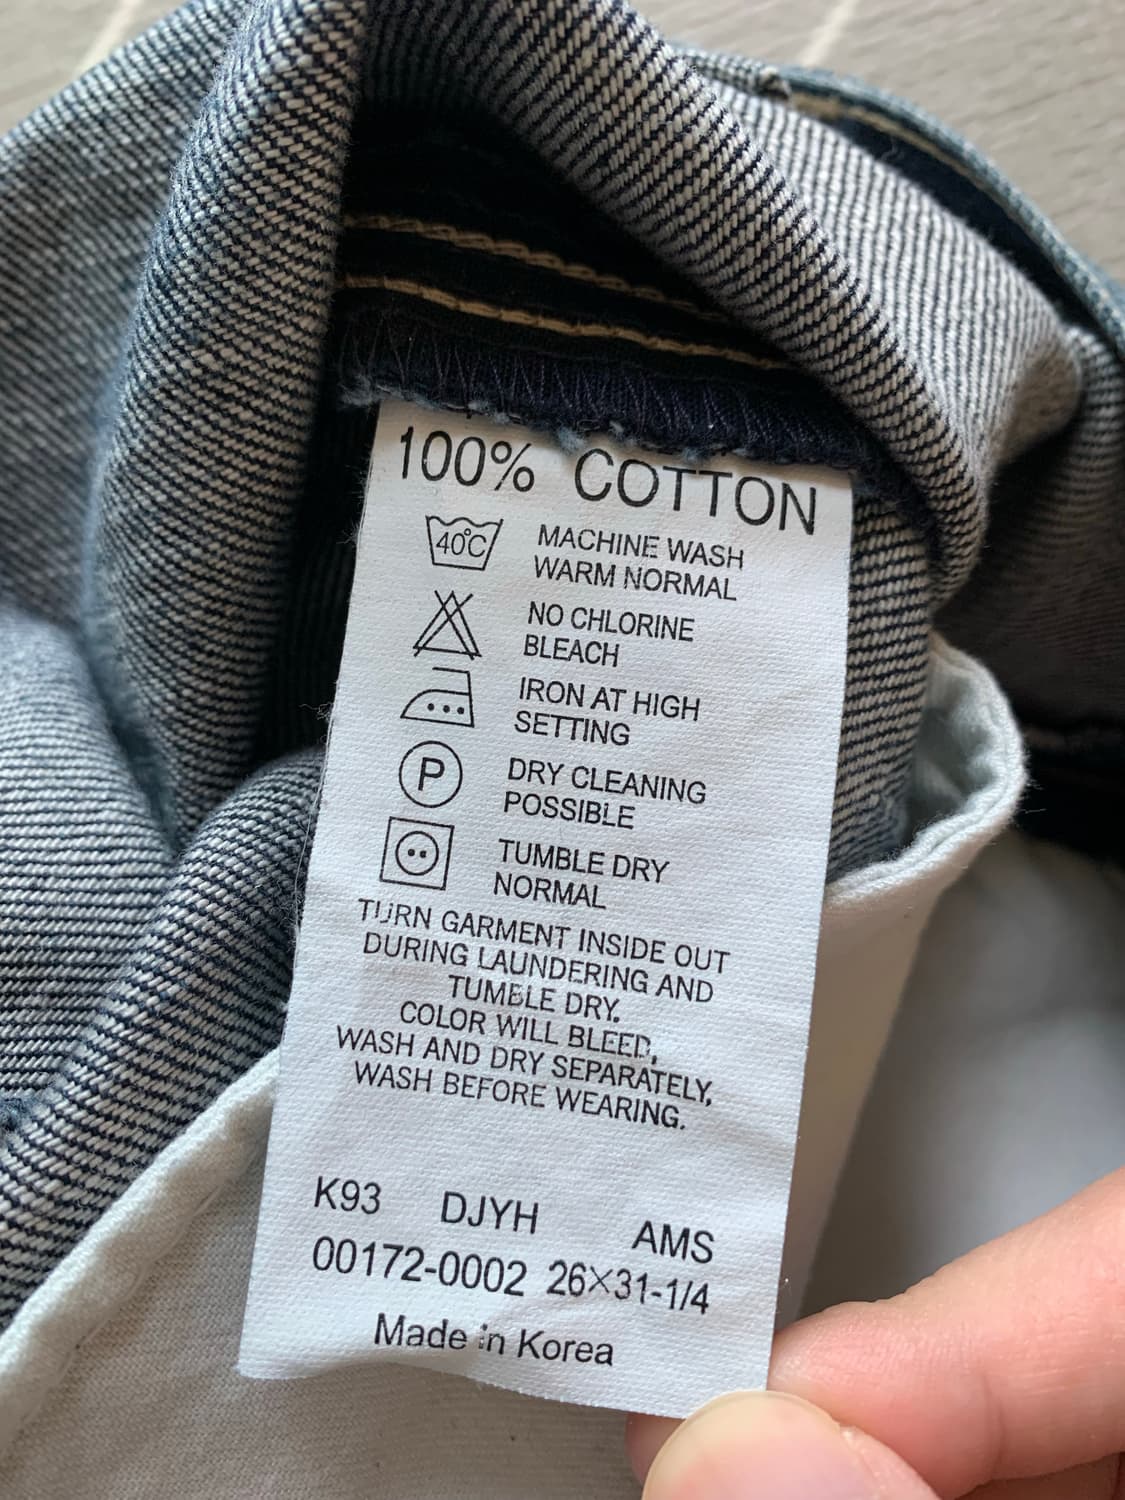 100% COTTON
40°C MACHINE WASH
WARM NORMAL
NO CHLORINE
BLEACH
IRON AT HIGH
SETTING
P DRY CLEANING
POSSIBLE
TUMBLE DRY
NORMAL
TURN GARMENT INSIDE OUT
DURING LAUNDERING AND
TUMBLE DRY.
COLOR WILL BLEED,
WASH AND DRY SEPARATELY,
WASH BEFORE WEARING.
K93 DJYH AMS
00172-0002 26×31-1/4
Made in Korea